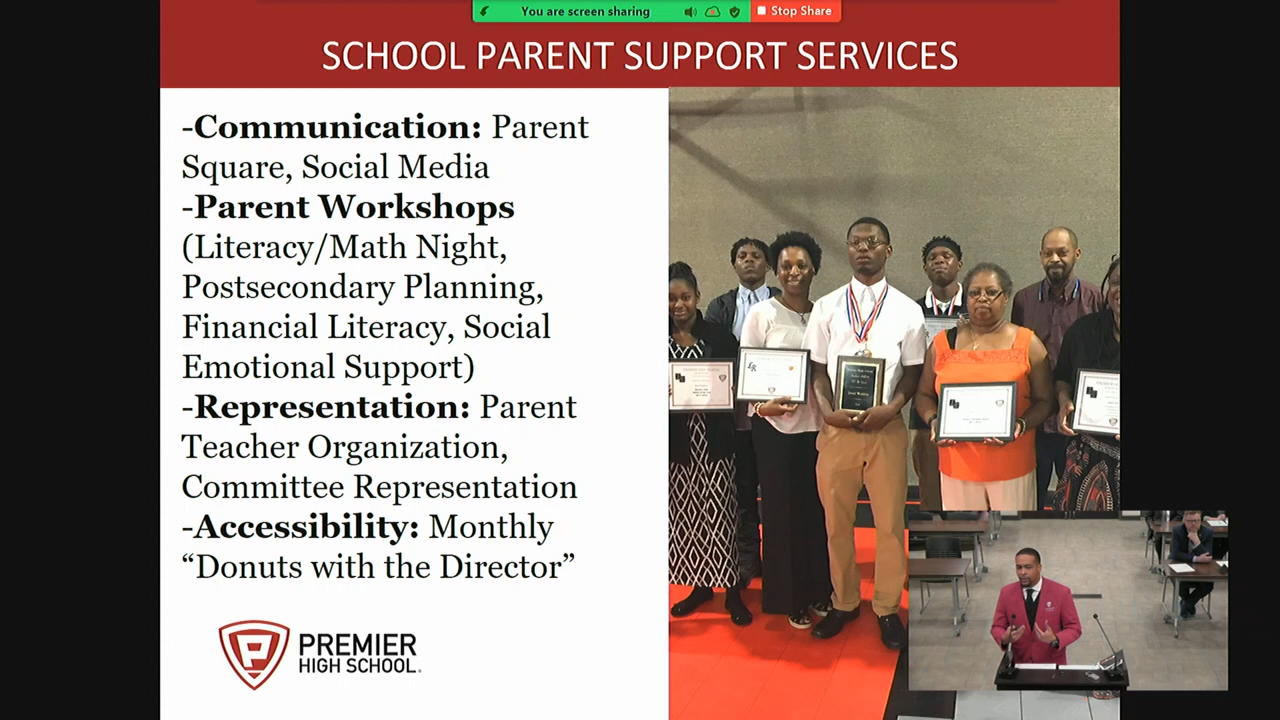 You are screen sharing
Stop Share
SCHOOL PARENT SUPPORT SERVICES
-Communication: Parent
Square, Social Media
-Parent Workshops
(Literacy/Math Night,
Postsecondary Planning,
Financial Literacy, Social
Emotional Support)
-Representation: Parent
Teacher Organization,
Committee Representation
-Accessibility: Monthly
“Donuts with the Director”
P
PREMIER
HIGH SCHOOL®